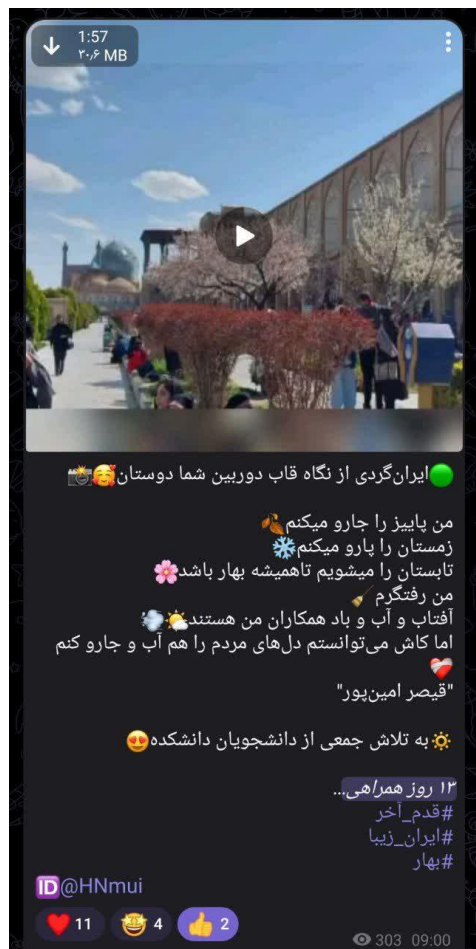 1:57
۳۰٫۶ MB
🟢ایران‌گردی از نگاه قاب دوربین شما دوستان🥰📸
من پاییز را جارو میکنم🍂
زمستان را پارو میکنم❄️
تابستان را میشویم تاهمیشه بهار باشد🌸
من رفتگرم🧹
آفتاب و آب و باد همکاران من هستند🌤💨
اما کاش می‌توانستم دل‌های مردم را هم آب و جارو کنم
❤️‍🩹
"قیصر امین‌پور"
🔅به تلاش جمعی از دانشجویان دانشکده😍
۱۳ روز همراهی...
#قدم_آخر
#ایران_زیبا
#بهار
🆔@HNmui
❤️ 11 🤩 4 👍 2
303 09:00